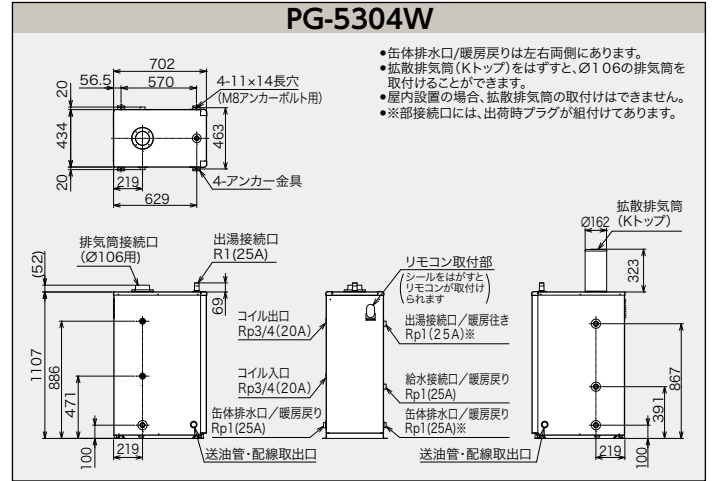 PG-5304W
•缶体排水口/暖房戻りは左右両側にあります。
•拡散排気筒(Kトップ)をはずすと、Ø106の排気筒を
取付けることができます。
•屋内設置の場合、拡散排気筒の取付けはできません。
•※部接続口には、出荷時プラグが組付けてあります。
702
56.5
570
4-11×14長穴
(M8アンカーボルト用)
20
434
463
20
219
629
4-アンカー金具
排気筒接続口
(Ø106用)
出湯接続口
R1(25A)
(52)
69
1107
886
471
100
219
送油管・配線取出口
リモコン取付部
(シールをはがすと
リモコンが取付け
られます)
コイル出口
Rp3/4(20A)
コイル入口
Rp3/4(20A)
缶体排水口/暖房戻り
Rp1(25A)
出湯接続口/暖房往き
Rp1(25A)※
給水接続口/暖房戻り
Rp1(25A)
缶体排水口/暖房戻り
Rp1(25A)※
拡散排気筒
(Kトップ)
Ø162
323
867
391
100
219
送油管・配線取出口